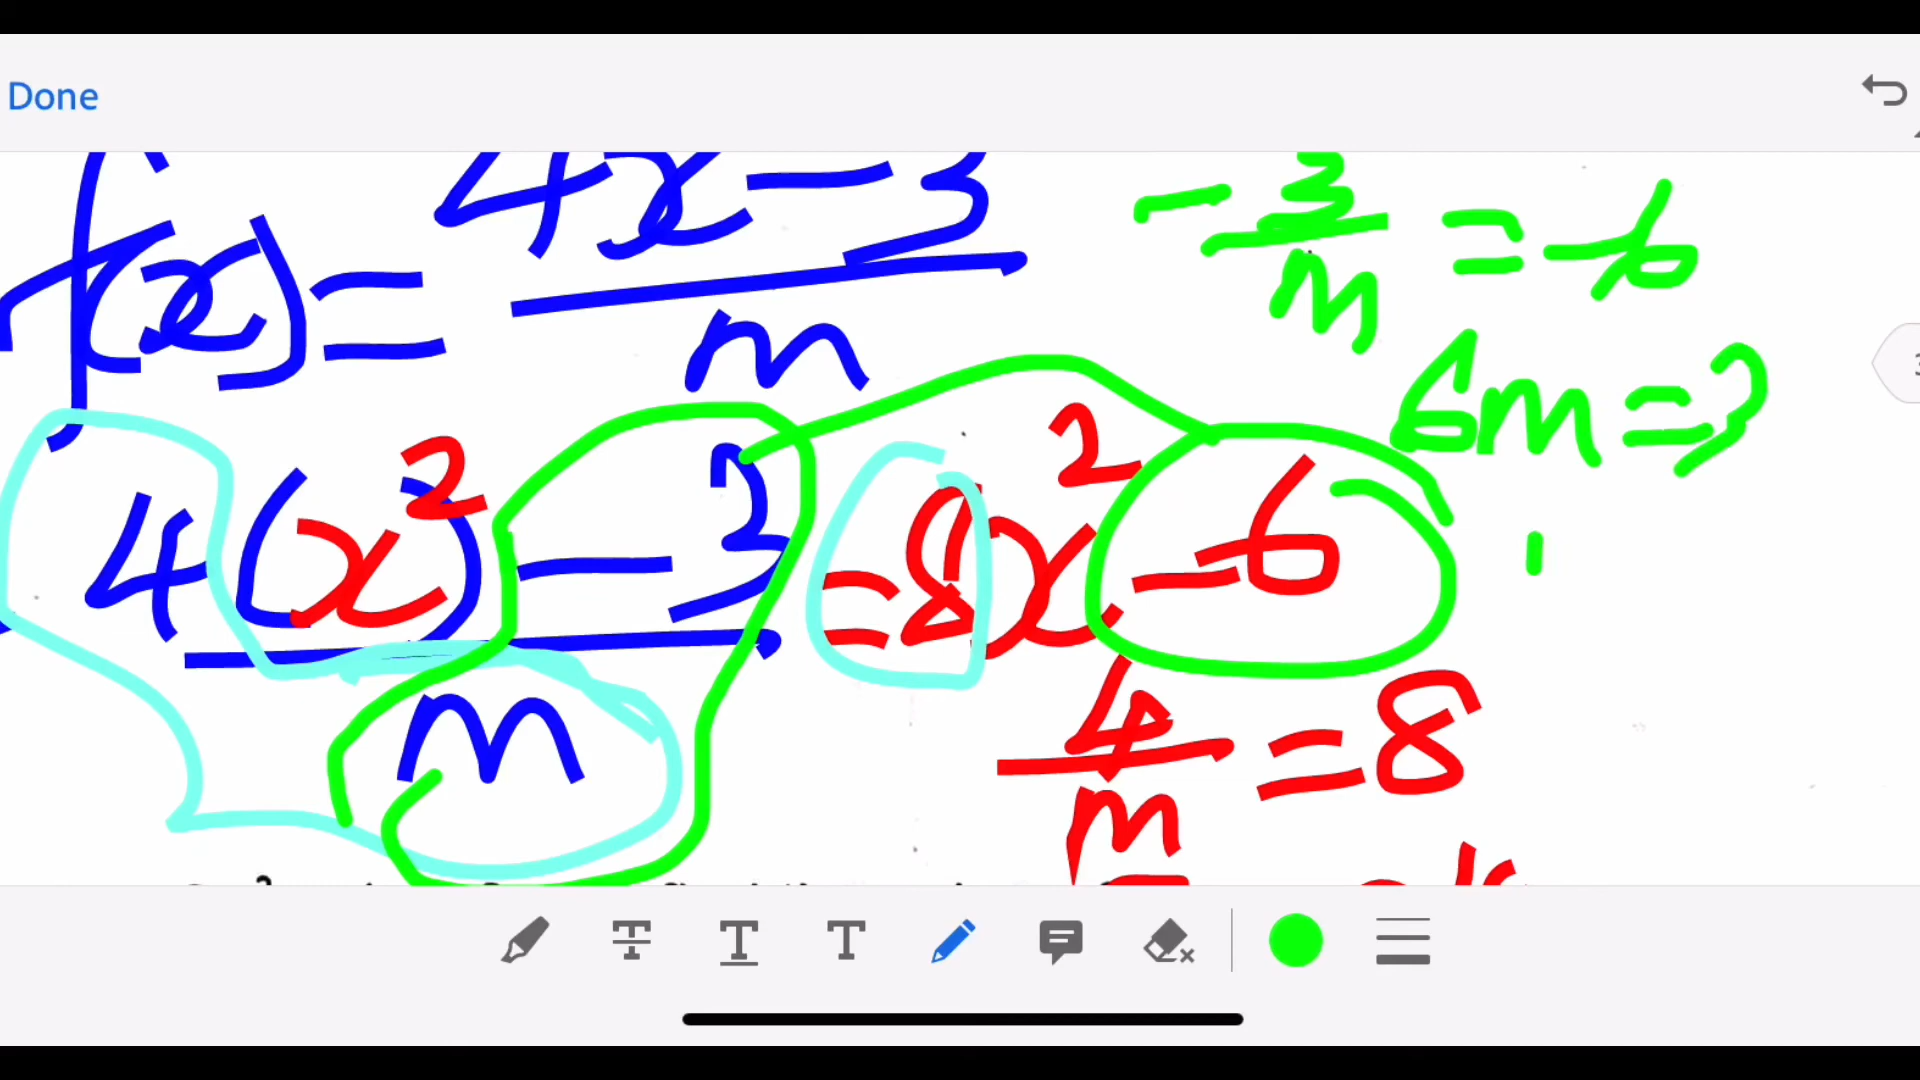 Done
f(x) = 4x - 3 / m
- 3 / m = - 6
6m = 3
4(x²) - 3 / m = 8x² - 6
4 / m = 8